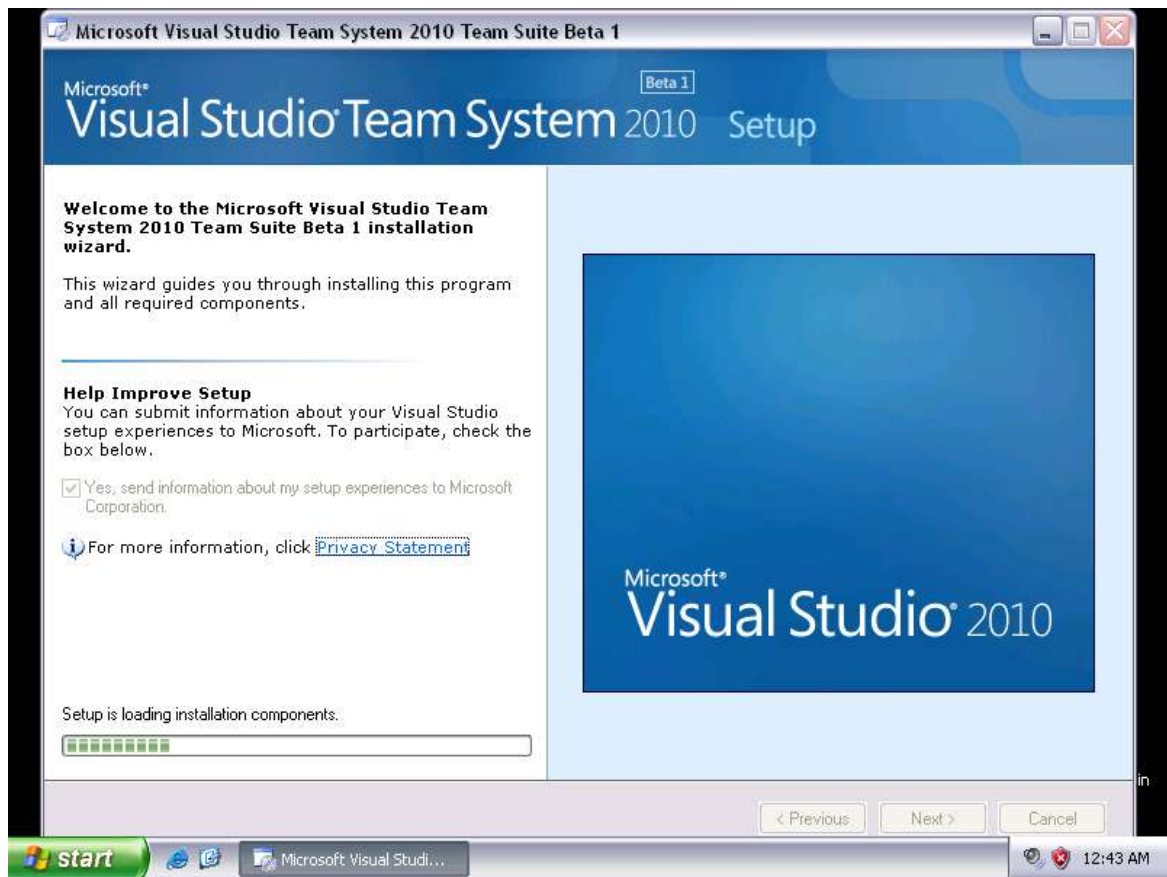 Microsoft Visual Studio Team System 2010 Team Suite Beta 1
Microsoft®
Beta 1
Visual Studio® Team System 2010 Setup
Welcome to the Microsoft Visual Studio Team
System 2010 Team Suite Beta 1 installation
wizard.
This wizard guides you through installing this program
and all required components.
Help Improve Setup
You can submit information about your Visual Studio
setup experiences to Microsoft. To participate, check the
box below.
Yes, send information about my setup experiences to Microsoft
Corporation.
For more information, click Privacy Statement
Microsoft®
Visual Studio® 2010
Setup is loading installation components.
in
< Previous Next > Cancel
start Microsoft Visual Studi... 12:43 AM